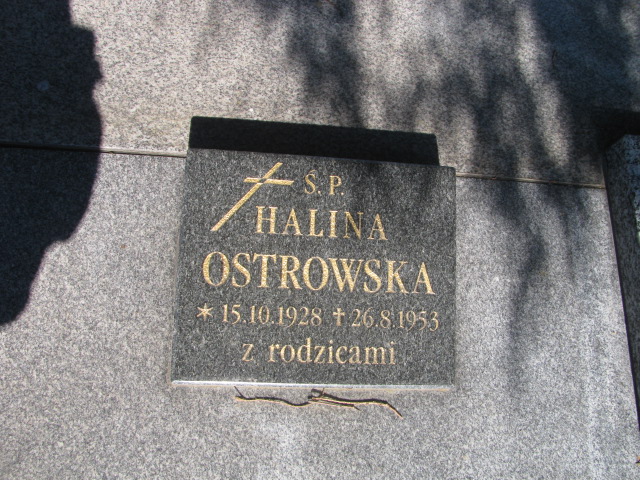 Ś.P.
HALINA
OSTROWSKA
* 15.10.1928 † 26.8.1953
z rodzicami